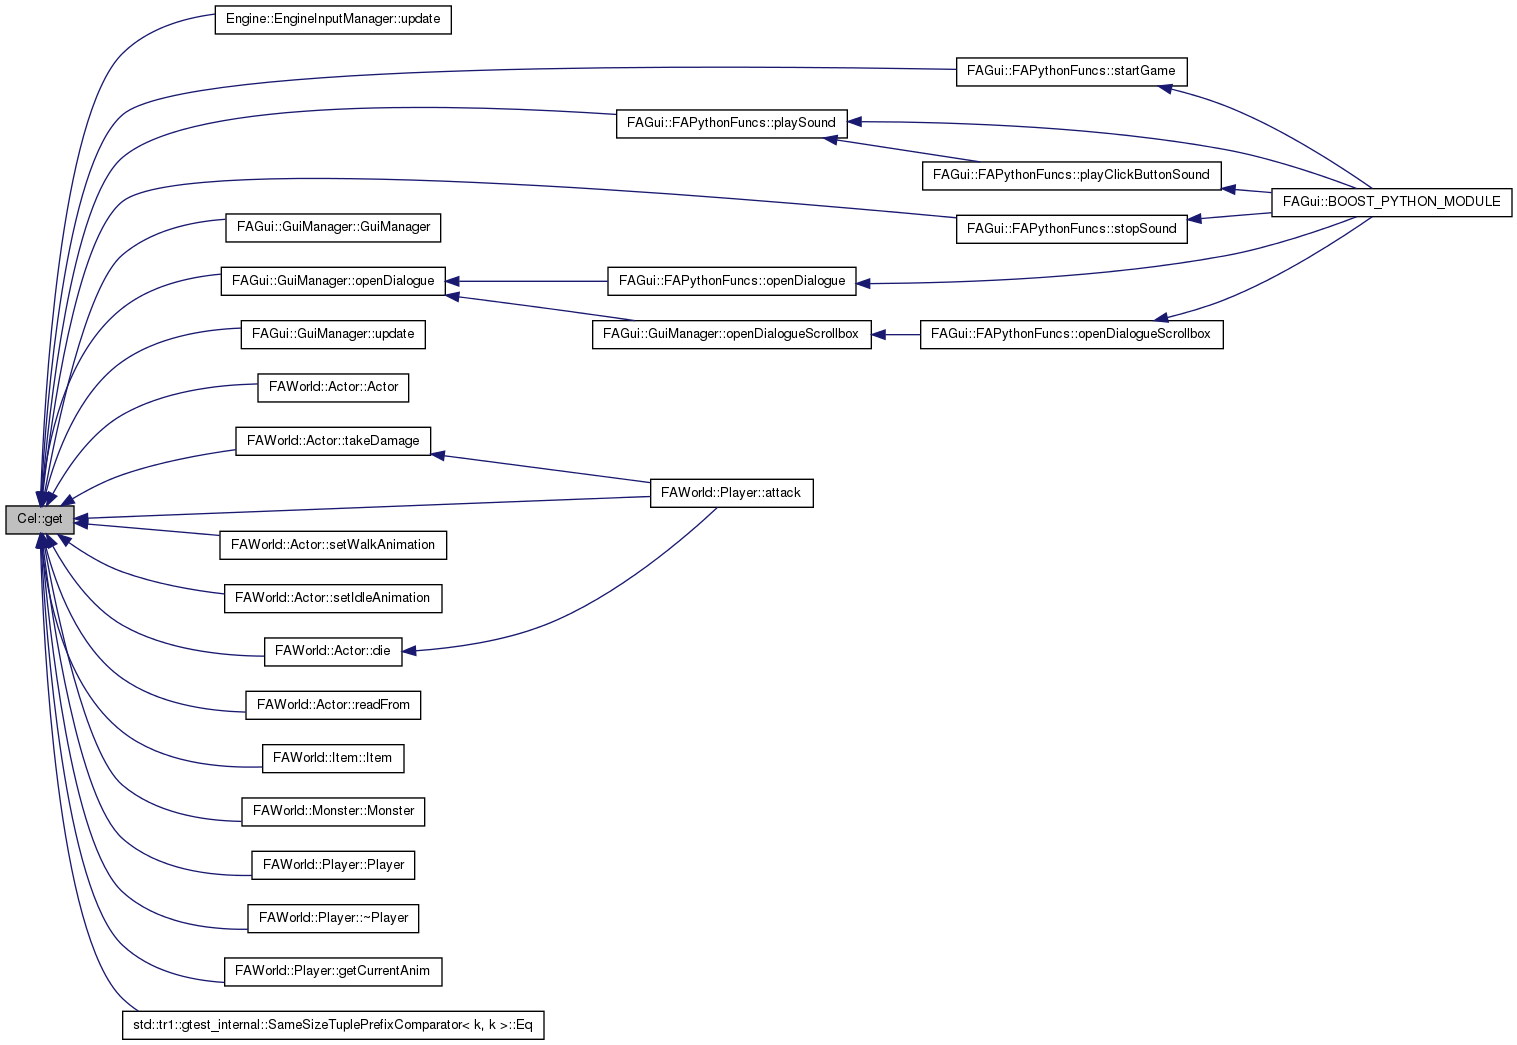 Engine::EngineInputManager::update
FAGui::FAPythonFuncs::startGame
FAGui::FAPythonFuncs::playSound
FAGui::FAPythonFuncs::playClickButtonSound
FAGui::BOOST_PYTHON_MODULE
FAGui::GuiManager::GuiManager
FAGui::FAPythonFuncs::stopSound
FAGui::GuiManager::openDialogue
FAGui::FAPythonFuncs::openDialogue
FAGui::GuiManager::update
FAGui::GuiManager::openDialogueScrollbox
FAGui::FAPythonFuncs::openDialogueScrollbox
FAWorld::Actor::Actor
FAWorld::Actor::takeDamage
FAWorld::Player::attack
Cel::get
FAWorld::Actor::setWalkAnimation
FAWorld::Actor::setIdleAnimation
FAWorld::Actor::die
FAWorld::Actor::readFrom
FAWorld::Item::Item
FAWorld::Monster::Monster
FAWorld::Player::Player
FAWorld::Player::~Player
FAWorld::Player::getCurrentAnim
std::tr1::gtest_internal::SameSizeTuplePrefixComparator< k, k >::Eq